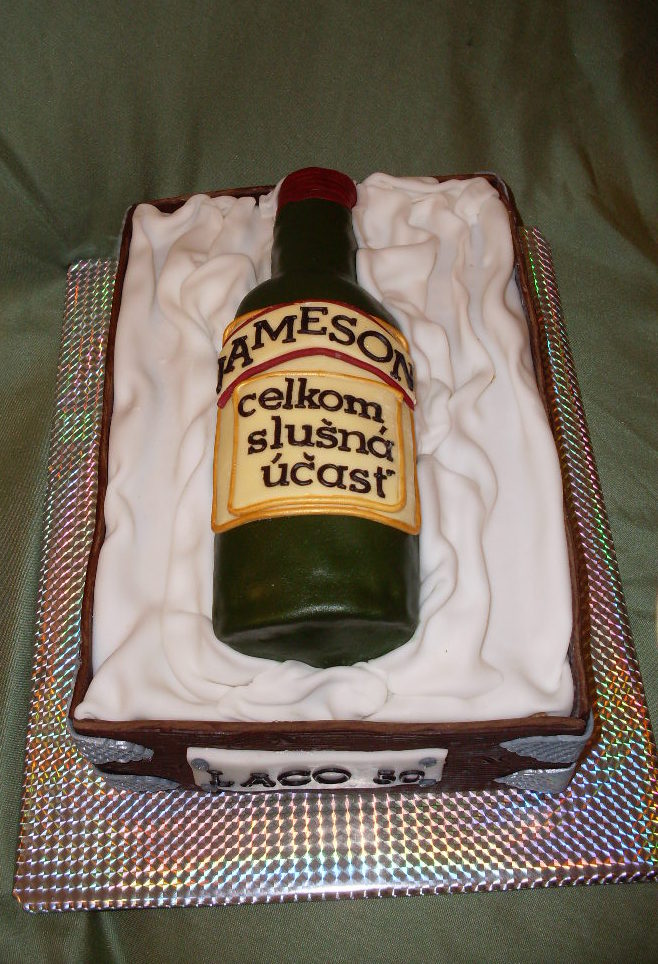 JAMESON
celkom
slušná
účasť
LACO 50